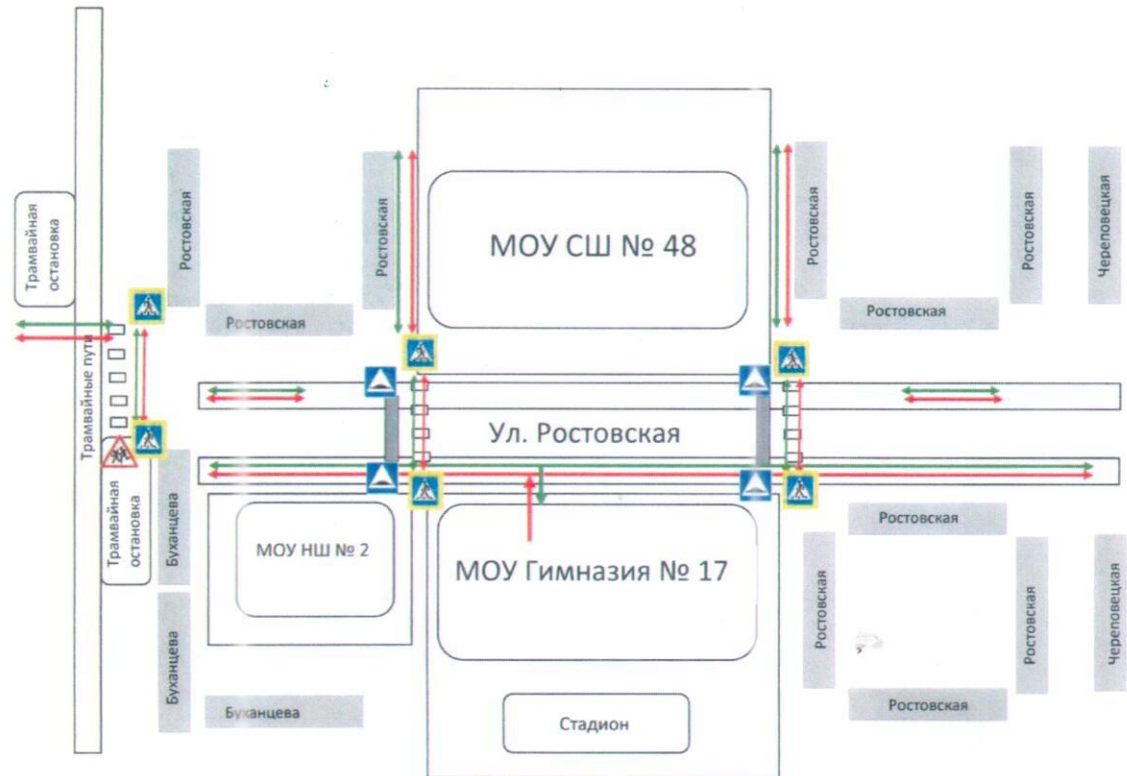 МОУ СШ № 48
Трамвайная
остановка
Ростовская
Ростовская
Ростовская
Ростовская
Череповецкая
Ростовская
Ростовская
Трамвайные пути
Ул. Ростовская
Трамвайная
остановка
Буханцева
МОУ НШ № 2
МОУ Гимназия № 17
Ростовская
Ростовская
Ростовская
Череповецкая
Буханцева
Буханцева
Стадион
Ростовская